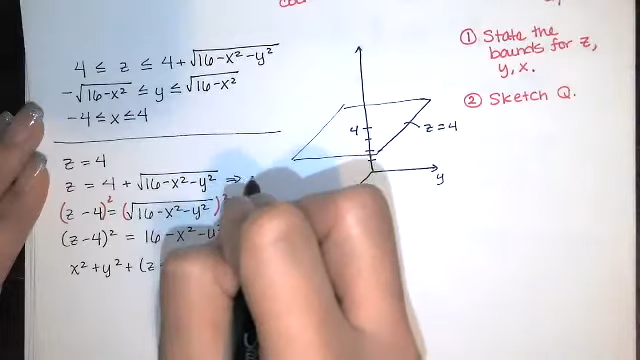 4 ≤ z ≤ 4 + √16-x²-y²
-√16-x² ≤ y ≤ √16-x²
-4 ≤ x ≤ 4
z = 4
z = 4 + √16-x²-y² ⇒
(z-4)² = (√16-x²-y²)²
(z-4)² = 16-x²-y²
x² + y² + (z-
4
z=4
y
① State the
bounds for z,
y, x.
② Sketch Q.